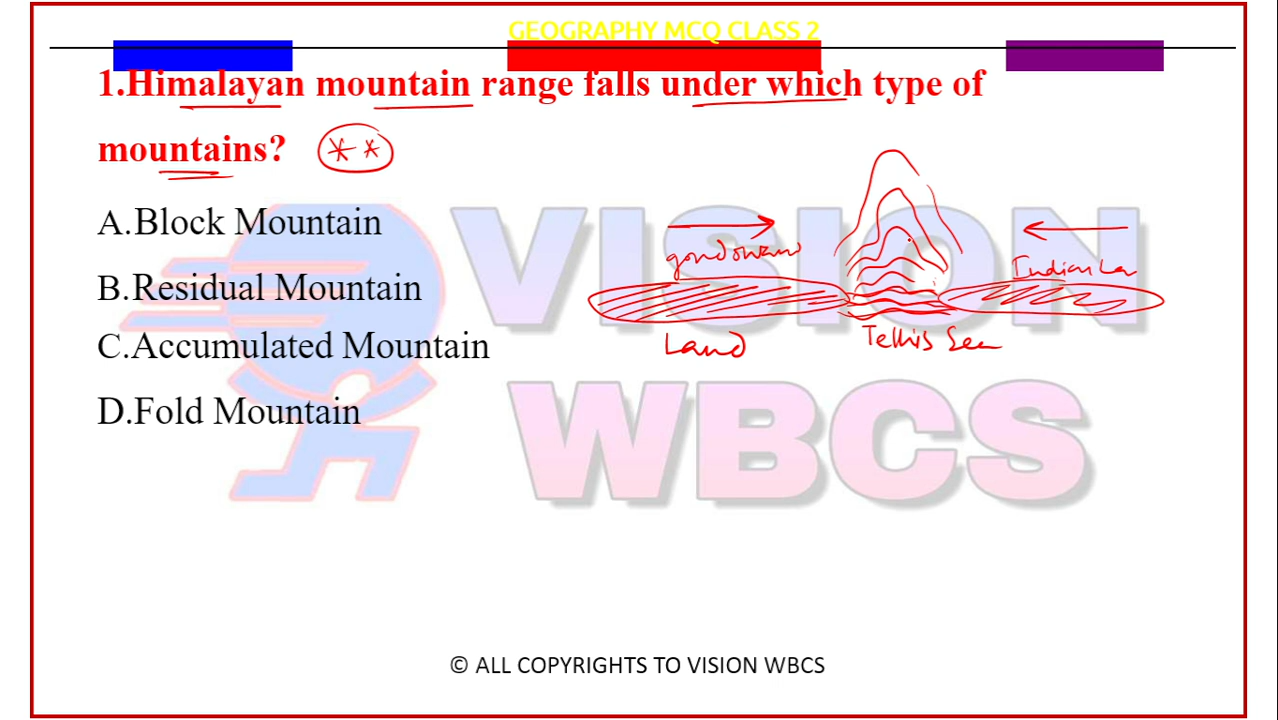 GEOGRAPHY MCQ CLASS 2
1.Himalayan mountain range falls under which type of
mountains? **
A.Block Mountain
B.Residual Mountain
C.Accumulated Mountain
D.Fold Mountain
gondowana
Indian La
Land
Tethis Sea
VISION
WBCS
© ALL COPYRIGHTS TO VISION WBCS